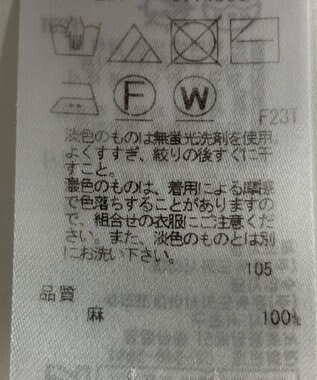 F
W
F23T
淡色のものは無蛍光洗剤を使用。
よくすすぎ、絞りの後すぐに干
すこと。
濃色のものは、着用による摩擦
で色落ちすることがありますの
で、組合せの衣服にご注意くだ
さい。また、淡色のものとは別
にお洗い下さい。
105
品質
麻 100%